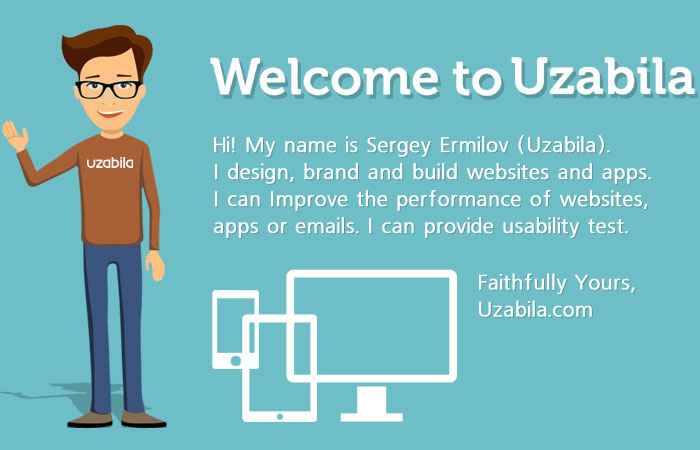 Welcome to Uzabila
Hi! My name is Sergey Ermilov (Uzabila).
I design, brand and build websites and apps.
I can Improve the performance of websites,
apps or emails. I can provide usability test.
uzabila
Faithfully Yours,
Uzabila.com